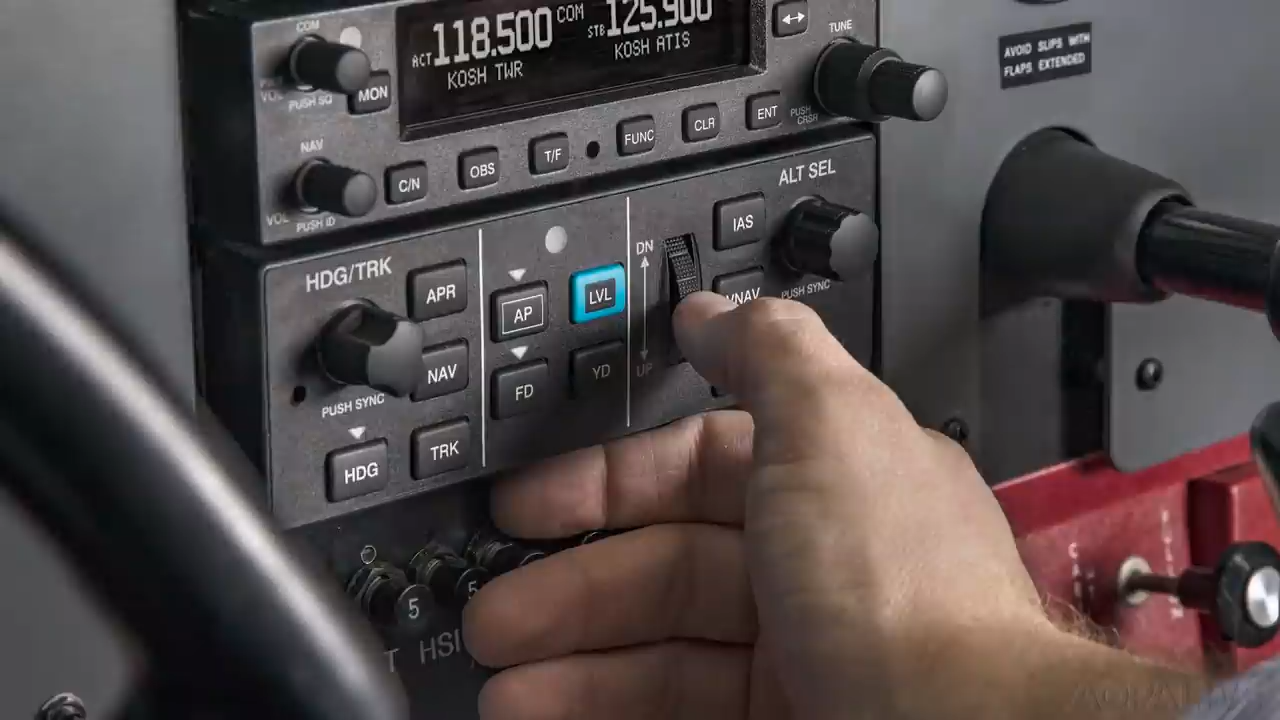 COM
VOL
PUSH SQ
MON
ACT 118.500 COM STB 125.900
KOSH TWR KOSH ATIS
TUNE
PUSH
CRSR
NAV
VOL
PUSH ID
C/N
OBS
T/F
FUNC
CLR
ENT
AVOID SLIPS WITH
FLAPS EXTENDED
HDG/TRK
PUSH SYNC
APR
NAV
HDG
TRK
AP
LVL
FD
YD
DN
UP
IAS
VNAV
ALT SEL
PUSH SYNC
5
5
HSI